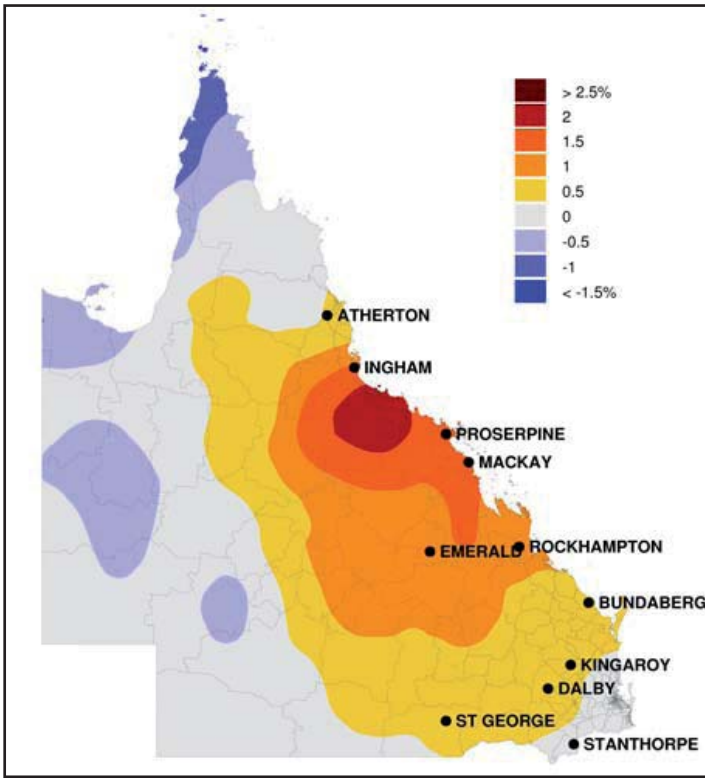 > 2.5%
2
1.5
1
0.5
0
-0.5
-1
< -1.5%
ATHERTON
INGHAM
PROSERPINE
MACKAY
EMERALD
ROCKHAMPTON
BUNDABERG
KINGAROY
DALBY
ST GEORGE
STANTHORPE